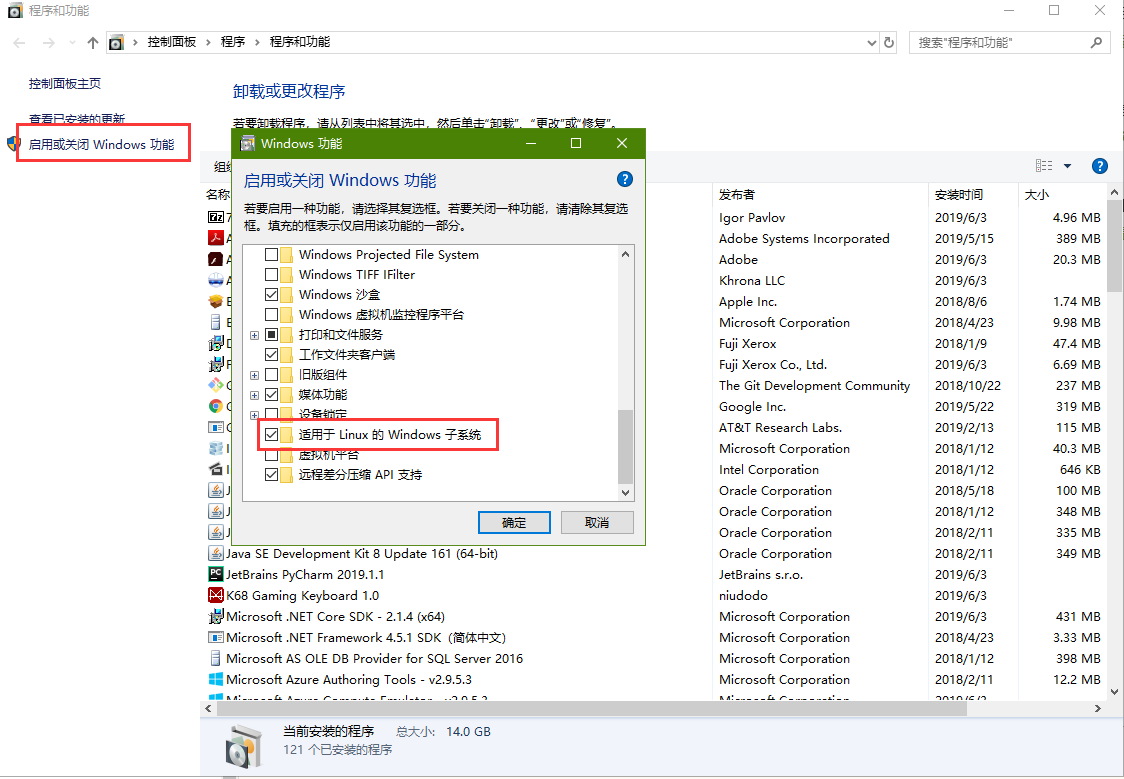 程序和功能
控制面板 程序 程序和功能
搜索"程序和功能"
控制面板主页
查看已安装的更新
启用或关闭 Windows 功能
卸载或更改程序
若要卸载程序，请从列表中将其选中，然后单击“卸载”、“更改”或“修复”。
Windows 功能
启用或关闭 Windows 功能
若要启用一种功能，请选择其复选框。若要关闭一种功能，请清除其复选
框。填充的框表示仅启用该功能的一部分。
Windows Projected File System
Windows TIFF IFilter
Windows 沙盒
Windows 虚拟机监控程序平台
打印和文件服务
工作文件夹客户端
旧版组件
媒体功能
设备锁定
适用于 Linux 的 Windows 子系统
虚拟机平台
远程差分压缩 API 支持
确定 取消
名称 发布者 安装时间 大小
Igor Pavlov 2019/6/3 4.96 MB
Adobe Systems Incorporated 2019/5/15 389 MB
Adobe 2019/6/3 20.3 MB
Khrona LLC 2019/6/3
Apple Inc. 2018/8/6 1.74 MB
Microsoft Corporation 2018/4/23 9.98 MB
Fuji Xerox 2018/1/9 47.4 MB
Fuji Xerox Co., Ltd. 2019/6/3 6.69 MB
The Git Development Community 2018/10/22 237 MB
Google Inc. 2019/5/22 319 MB
AT&T Research Labs. 2019/2/13 115 MB
Microsoft Corporation 2018/1/12 40.3 MB
Intel Corporation 2018/1/12 646 KB
Oracle Corporation 2018/5/18 100 MB
Oracle Corporation 2018/1/12 348 MB
Oracle Corporation 2018/2/11 335 MB
Java SE Development Kit 8 Update 161 (64-bit) Oracle Corporation 2018/2/11 349 MB
JetBrains PyCharm 2019.1.1 JetBrains s.r.o. 2019/6/3
K68 Gaming Keyboard 1.0 niudodo 2019/6/3
Microsoft .NET Core SDK - 2.1.4 (x64) Microsoft Corporation 2019/6/3 431 MB
Microsoft .NET Framework 4.5.1 SDK (简体中文) Microsoft Corporation 2018/4/23 3.33 MB
Microsoft AS OLE DB Provider for SQL Server 2016 Microsoft Corporation 2018/1/12 398 MB
Microsoft Azure Authoring Tools - v2.9.5.3 Microsoft Corporation 2018/2/11 12.2 MB
Microsoft Azure Compute Emulator - v2.9.5.3 Microsoft Corporation 2019/6/3
当前安装的程序 总大小: 14.0 GB
121 个已安装的程序